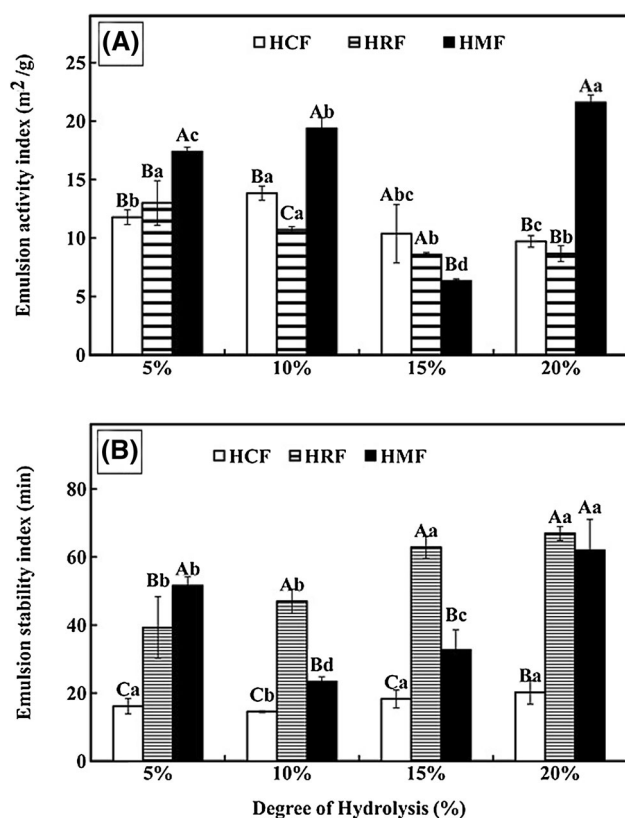 (A)
HCF HRF HMF
Emulsion activity index (m²/g)
25
20
15
10
5
0
Bb Ba Ac
Ba Ca Ab
Abc Ab Bd
Bc Bb Aa
5% 10% 15% 20%
(B)
HCF HRF HMF
Emulsion stability index (min)
80
60
40
20
0
Ca Bb Ab
Cb Ab Bd
Ca Aa Bc
Ba Aa Aa
5% 10% 15% 20%
Degree of Hydrolysis (%)